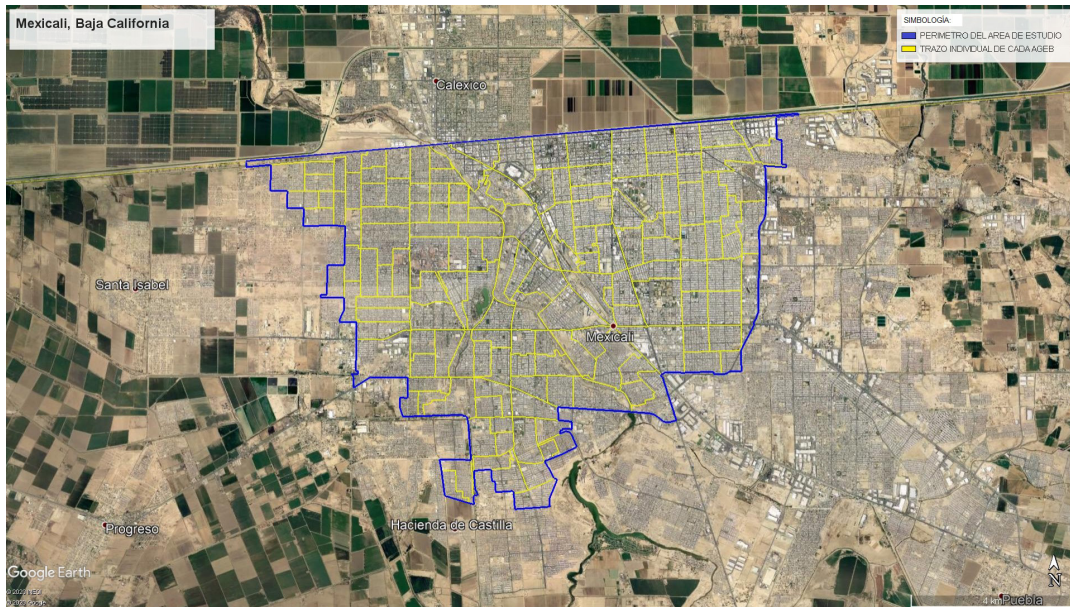 Mexicali, Baja California
SIMBOLOGÍA:
PERIMETRO DEL AREA DE ESTUDIO
TRAZO INDIVIDUAL DE CADA AGEB
Calexico
Santa Isabel
Mexicali
Progreso
Hacienda de Castilla
Google Earth
N
4 km
Puebla